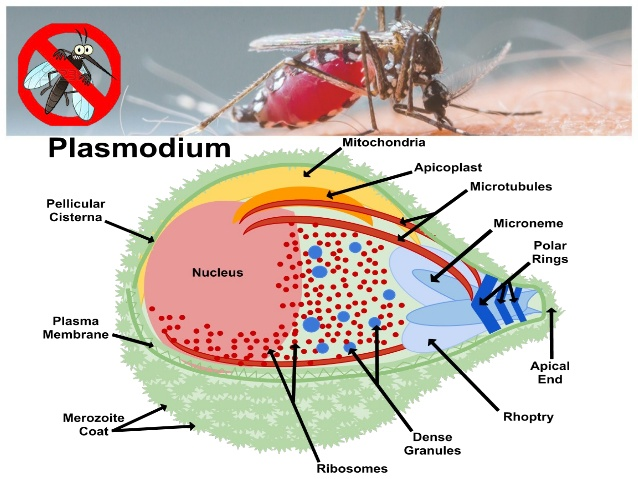 Plasmodium
Mitochondria
Apicoplast
Microtubules
Pellicular
Cisterna
Microneme
Polar
Rings
Nucleus
Plasma
Membrane
Apical
End
Merozoite
Coat
Rhoptry
Dense
Granules
Ribosomes